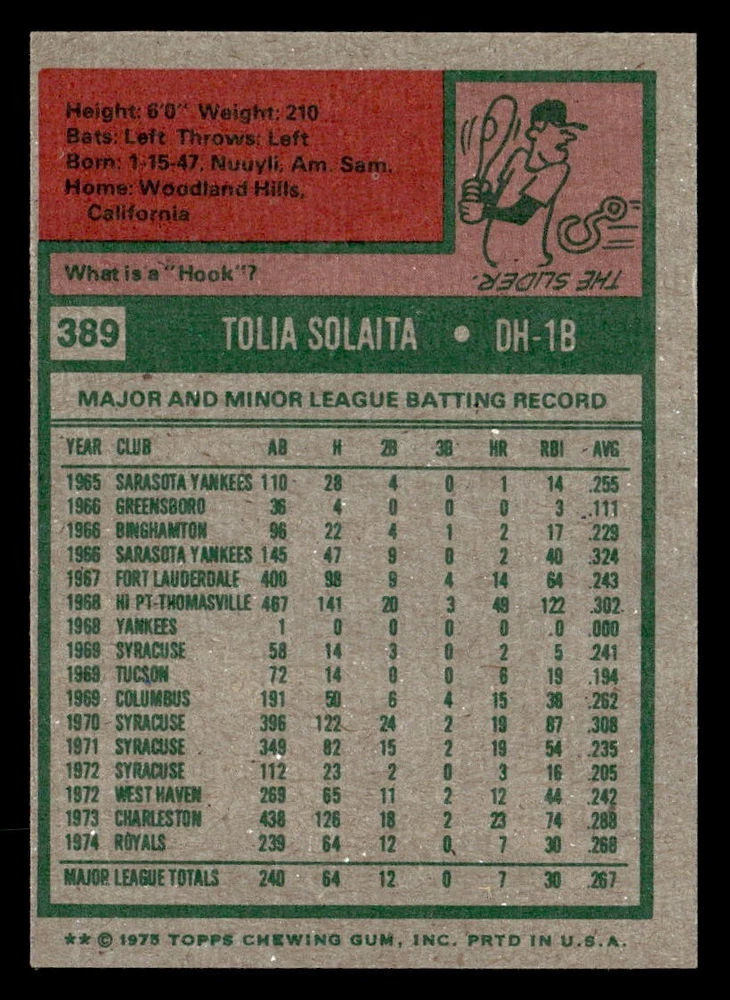 Height: 6'0" Weight: 210
Bats: Left Throws: Left
Born: 1-15-47, Nuuyli, Am. Sam.
Home: Woodland Hills,
California
What is a "Hook"?
THE SLIDER.
389 TOLIA SOLAITA • DH-1B
MAJOR AND MINOR LEAGUE BATTING RECORD
YEAR CLUB AB H 2B 3B HR RBI AVG
1965 SARASOTA YANKEES 110 28 4 0 1 14 .255
1966 GREENSBORO 36 4 0 0 0 3 .111
1966 BINGHAMTON 96 22 4 1 2 17 .229
1966 SARASOTA YANKEES 145 47 9 0 2 40 .324
1967 FORT LAUDERDALE 400 98 9 4 14 64 .243
1968 HI PT-THOMASVILLE 467 141 20 3 49 122 .302
1968 YANKEES 1 0 0 0 0 0 .000
1969 SYRACUSE 58 14 3 0 2 5 .241
1969 TUCSON 72 14 0 0 6 19 .194
1969 COLUMBUS 191 50 6 4 15 38 .262
1970 SYRACUSE 396 122 24 2 19 87 .308
1971 SYRACUSE 349 82 15 2 19 54 .235
1972 SYRACUSE 112 23 2 0 3 16 .205
1972 WEST HAVEN 269 65 11 2 12 44 .242
1973 CHARLESTON 438 126 18 2 23 74 .288
1974 ROYALS 239 64 12 0 7 30 .268
MAJOR LEAGUE TOTALS 240 64 12 0 7 30 .267
** © 1975 TOPPS CHEWING GUM, INC. PRTD IN U.S.A.